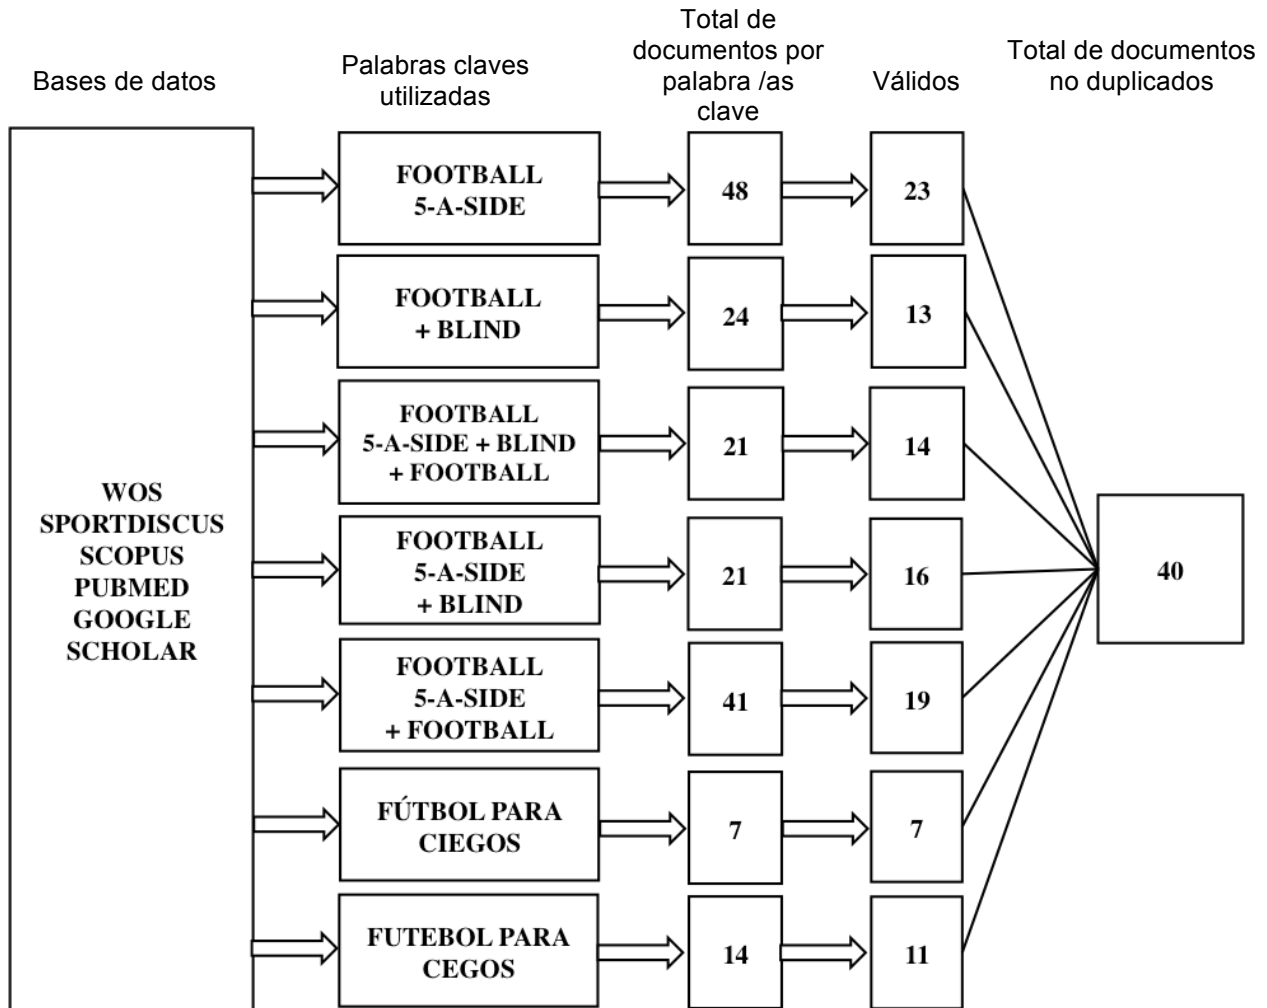 Bases de datos
Palabras claves
utilizadas
Total de
documentos por
palabra /as
clave
Válidos
Total de documentos
no duplicados
WOS
SPORTDISCUS
SCOPUS
PUBMED
GOOGLE
SCHOLAR
FOOTBALL
5-A-SIDE
48
23
FOOTBALL
+ BLIND
24
13
FOOTBALL
5-A-SIDE + BLIND
+ FOOTBALL
21
14
FOOTBALL
5-A-SIDE
+ BLIND
21
16
FOOTBALL
5-A-SIDE
+ FOOTBALL
41
19
FÚTBOL PARA
CIEGOS
7
7
FUTEBOL PARA
CEGOS
14
11
40